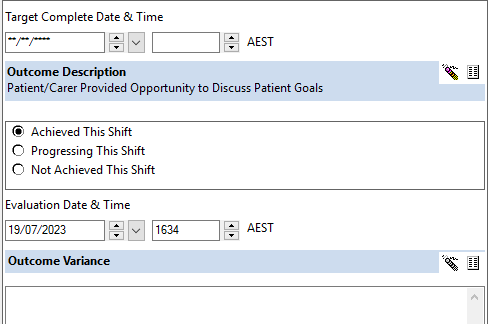 Target Complete Date & Time
**/**/**** AEST
Outcome Description
Patient/Carer Provided Opportunity to Discuss Patient Goals
Achieved This Shift
Progressing This Shift
Not Achieved This Shift
Evaluation Date & Time
19/07/2023 1634 AEST
Outcome Variance